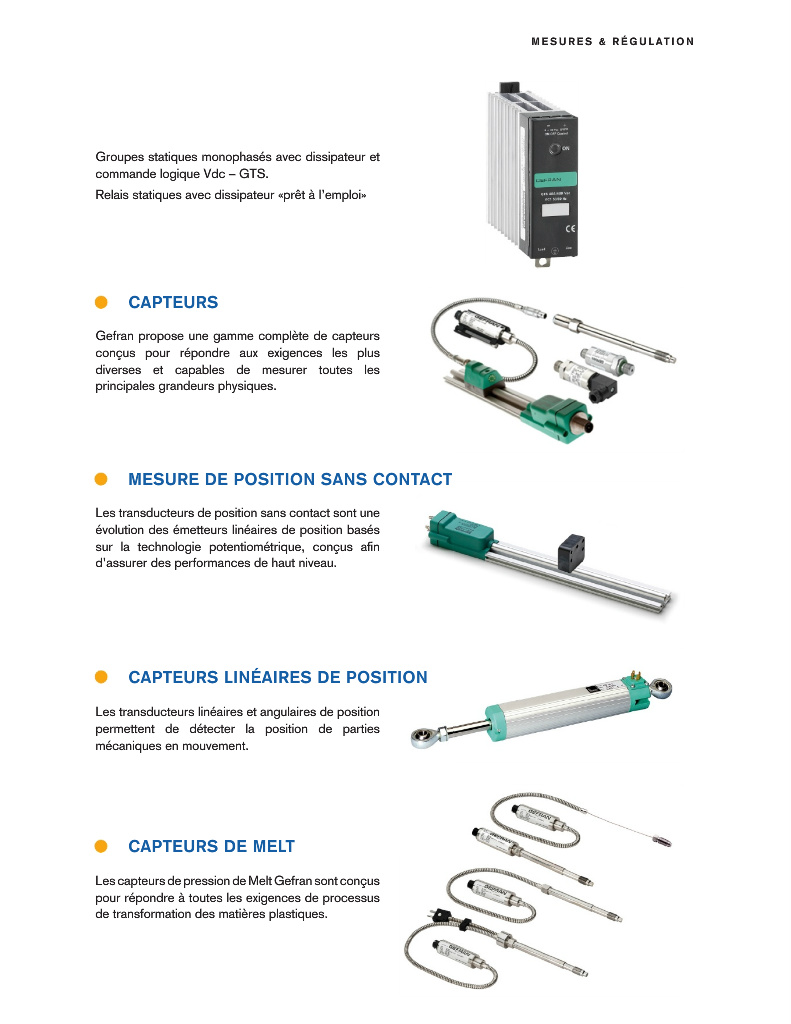 MESURES & RÉGULATION
Groupes statiques monophasés avec dissipateur et
commande logique Vdc – GTS.
Relais statiques avec dissipateur «prêt à l'emploi»
ON
CE
CAPTEURS
Gefran propose une gamme complète de capteurs
conçus pour répondre aux exigences les plus
diverses et capables de mesurer toutes les
principales grandeurs physiques.
MESURE DE POSITION SANS CONTACT
Les transducteurs de position sans contact sont une
évolution des émetteurs linéaires de position basés
sur la technologie potentiométrique, conçus afin
d'assurer des performances de haut niveau.
CAPTEURS LINÉAIRES DE POSITION
Les transducteurs linéaires et angulaires de position
permettent de détecter la position de parties
mécaniques en mouvement.
CAPTEURS DE MELT
Les capteurs de pression de Melt Gefran sont conçus
pour répondre à toutes les exigences de processus
de transformation des matières plastiques.
GEFRAN
GEFRAN
GEFRAN
GEFRAN